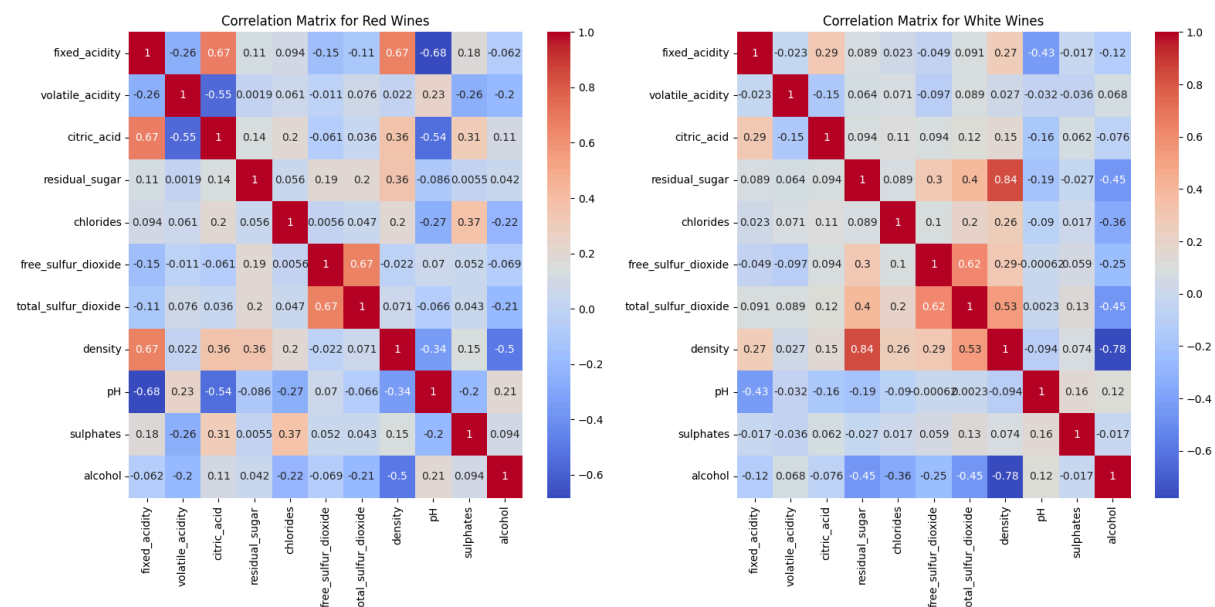 Correlation Matrix for Red Wines
fixed_acidity 1 -0.26 0.67 0.11 0.094 -0.15 -0.11 0.67 -0.68 0.18 -0.062
volatile_acidity -0.26 1 -0.55 0.0019 0.061 -0.011 0.076 0.022 0.23 -0.26 -0.2
citric_acid 0.67 -0.55 1 0.14 0.2 -0.061 0.036 0.36 -0.54 0.31 0.11
residual_sugar 0.11 0.0019 0.14 1 0.056 0.19 0.2 0.36 -0.086 0.0055 0.042
chlorides 0.094 0.061 0.2 0.056 1 0.0056 0.047 0.2 -0.27 0.37 -0.22
free_sulfur_dioxide -0.15 -0.011 -0.061 0.19 0.0056 1 0.67 -0.022 0.07 0.052 -0.069
total_sulfur_dioxide -0.11 0.076 0.036 0.2 0.047 0.67 1 0.071 -0.066 0.043 -0.21
density 0.67 0.022 0.36 0.36 0.2 -0.022 0.071 1 -0.34 0.15 -0.5
pH -0.68 0.23 -0.54 -0.086 -0.27 0.07 -0.066 -0.34 1 -0.2 0.21
sulphates 0.18 -0.26 0.31 0.0055 0.37 0.052 0.043 0.15 -0.2 1 0.094
alcohol -0.062 -0.2 0.11 0.042 -0.22 -0.069 -0.21 -0.5 0.21 0.094 1
fixed_acidity
volatile_acidity
citric_acid
residual_sugar
chlorides
free_sulfur_dioxide
otal_sulfur_dioxide
density
pH
sulphates
alcohol
1.0
0.8
0.6
0.4
0.2
0.0
−0.2
−0.4
−0.6
Correlation Matrix for White Wines
fixed_acidity 1 -0.023 0.29 0.089 0.023 -0.049 0.091 0.27 -0.43 -0.017 -0.12
volatile_acidity -0.023 1 -0.15 0.064 0.071 -0.097 0.089 0.027 -0.032 -0.036 0.068
citric_acid 0.29 -0.15 1 0.094 0.11 0.094 0.12 0.15 -0.16 0.062 -0.076
residual_sugar 0.089 0.064 0.094 1 0.089 0.3 0.4 0.84 -0.19 -0.027 -0.45
chlorides 0.023 0.071 0.11 0.089 1 0.1 0.2 0.26 -0.09 0.017 -0.36
free_sulfur_dioxide -0.049 -0.097 0.094 0.3 0.1 1 0.62 0.29 0.059 -0.25
total_sulfur_dioxide 0.091 0.089 0.12 0.4 0.2 0.62 1 0.53 0.0023 0.13 -0.45
density 0.27 0.027 0.15 0.84 0.26 0.29 0.53 1 -0.094 0.074 -0.78
pH -0.43 -0.032 -0.16 -0.19 -0.09 0.0023 -0.094 1 0.16 0.12
sulphates -0.017 -0.036 0.062 -0.027 0.017 0.059 0.13 0.074 0.16 1 -0.017
alcohol -0.12 0.068 -0.076 -0.45 -0.36 -0.25 -0.45 -0.78 0.12 -0.017 1
fixed_acidity
volatile_acidity
citric_acid
residual_sugar
chlorides
free_sulfur_dioxide
otal_sulfur_dioxide
density
pH
sulphates
alcohol
1.0
0.8
0.6
0.4
0.2
0.0
−0.2
−0.4
−0.6